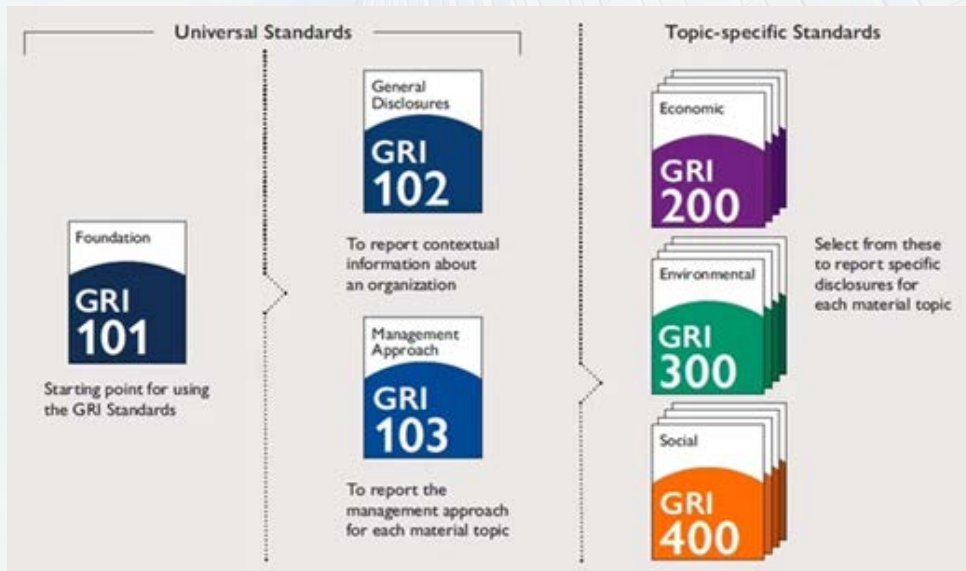 Universal Standards
Foundation
GRI
101
Starting point for using
the GRI Standards
General
Disclosures
GRI
102
To report contextual
information about
an organization
Management
Approach
GRI
103
To report the
management approach
for each material topic
Topic-specific Standards
Economic
GRI
200
Environmental
GRI
300
Social
GRI
400
Select from these
to report specific
disclosures for
each material topic